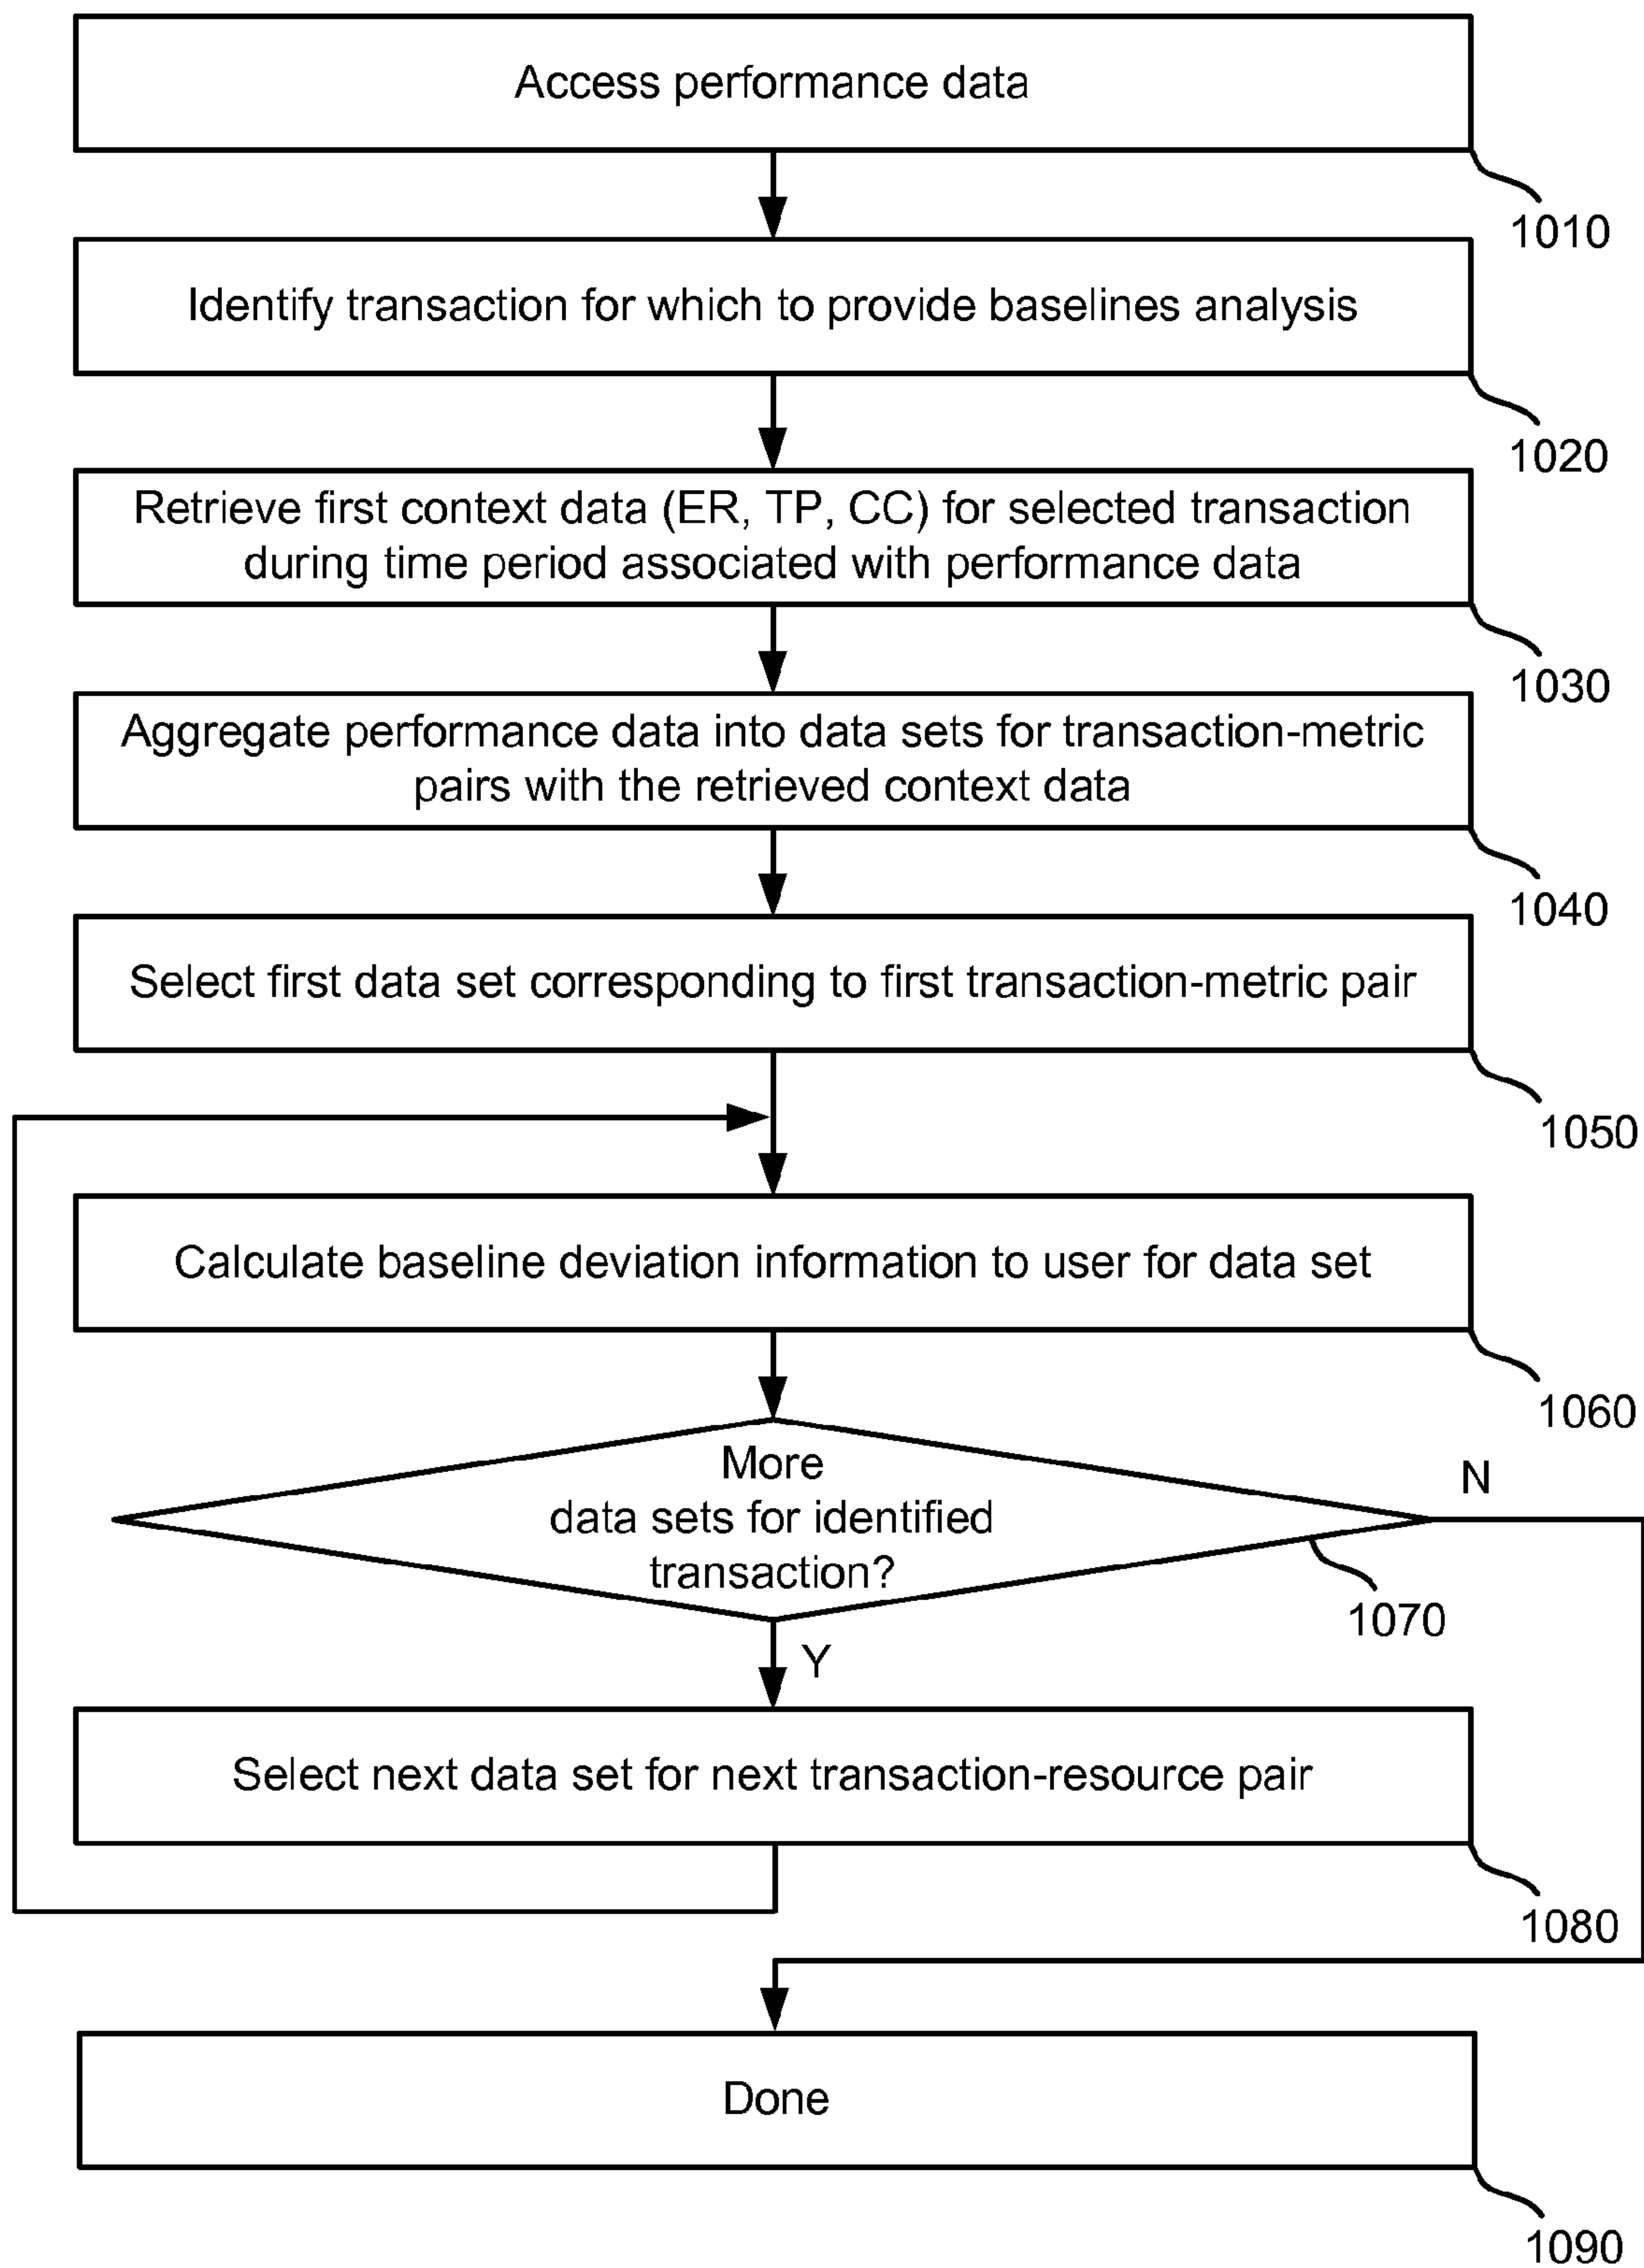 Access performance data
1010
Identify transaction for which to provide baselines analysis
1020
Retrieve first context data (ER, TP, CC) for selected transaction
during time period associated with performance data
1030
Aggregate performance data into data sets for transaction-metric
pairs with the retrieved context data
1040
Select first data set corresponding to first transaction-metric pair
1050
Calculate baseline deviation information to user for data set
1060
More
data sets for identified
transaction?
N
1070
Y
Select next data set for next transaction-resource pair
1080
Done
1090